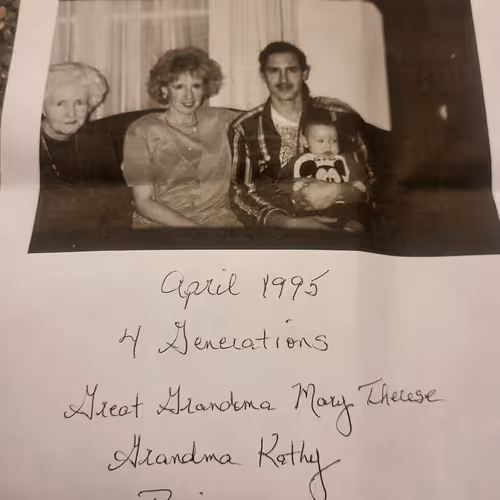 April 1995
4 Generations
Great Grandma Mary Therese
Grandma Kathy